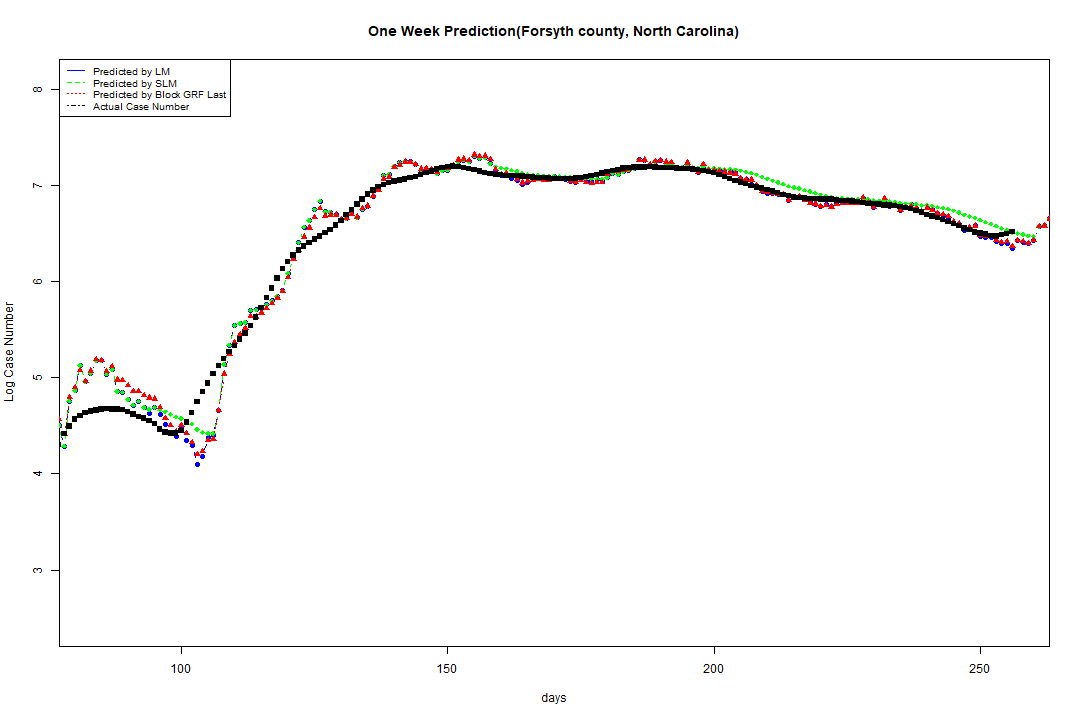 One Week Prediction(Forsyth county, North Carolina)
Predicted by LM
Predicted by SLM
Predicted by Block GRF Last
Actual Case Number
8
7
6
5
4
3
Log Case Number
100
150
200
250
days